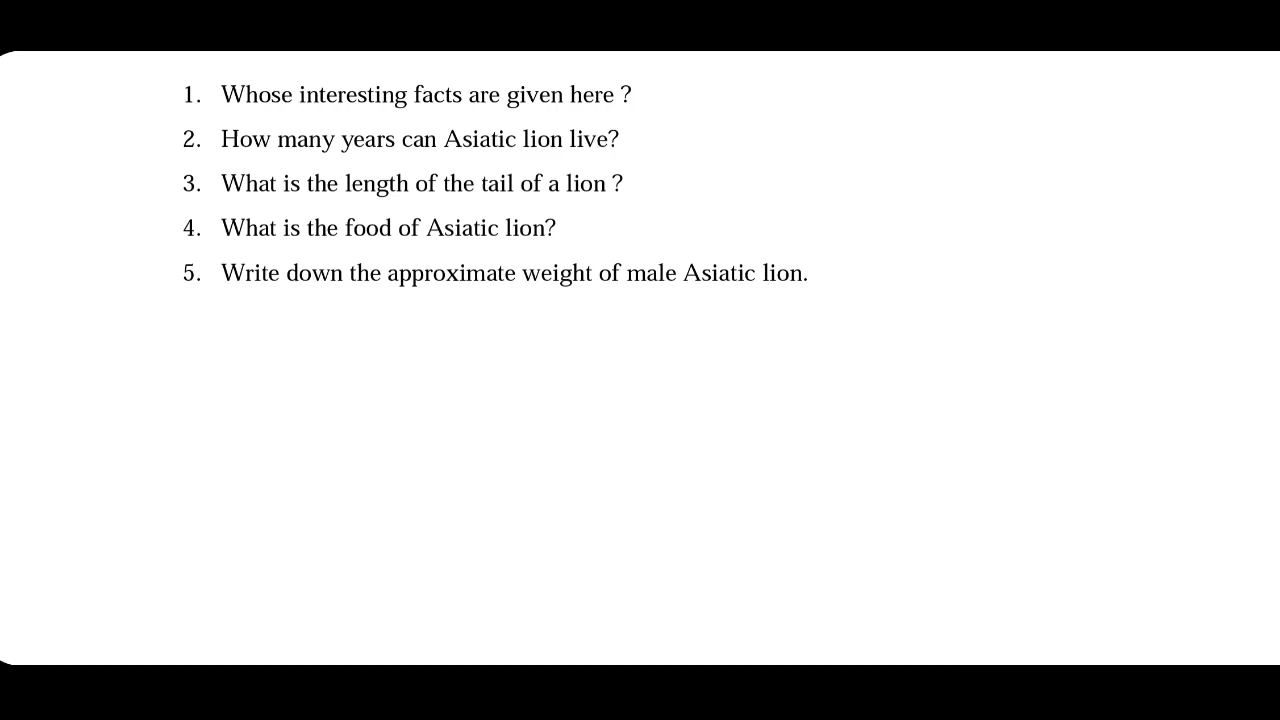 1. Whose interesting facts are given here ?
2. How many years can Asiatic lion live?
3. What is the length of the tail of a lion ?
4. What is the food of Asiatic lion?
5. Write down the approximate weight of male Asiatic lion.